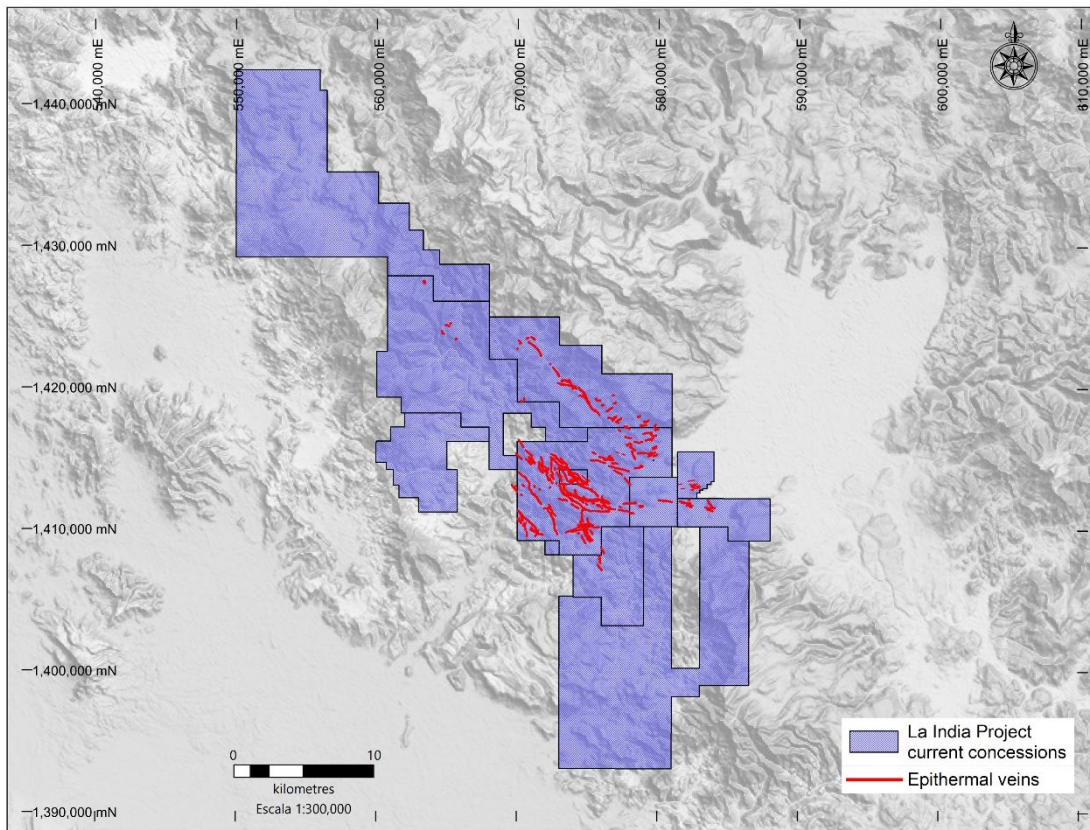 540,000 mE
550,000 mE
560,000 mE
570,000 mE
580,000 mE
590,000 mE
600,000 mE
610,000 mE
1,440,000 mN
1,430,000 mN
1,420,000 mN
1,410,000 mN
1,400,000 mN
1,390,000 mN
0 10
kilometres
Escala 1:300,000
La India Project
current concessions
Epithermal veins